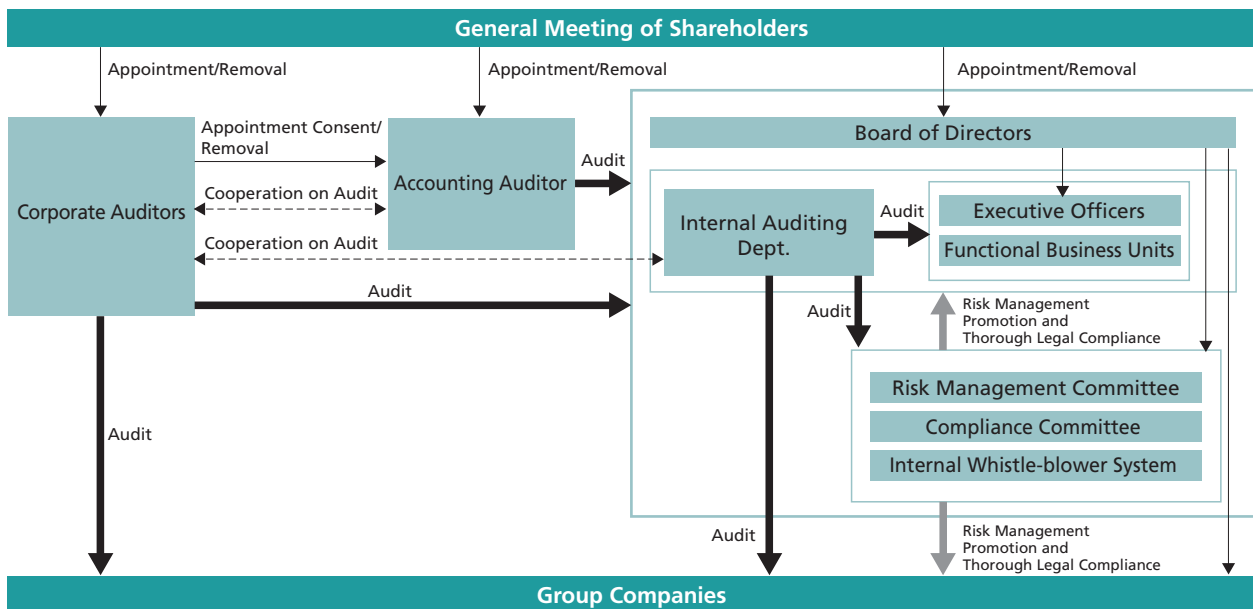 General Meeting of Shareholders
Appointment/Removal
Appointment/Removal
Appointment/Removal
Corporate Auditors
Appointment Consent/
Removal
Cooperation on Audit
Cooperation on Audit
Audit
Accounting Auditor
Audit
Board of Directors
Internal Auditing
Dept.
Audit
Executive Officers
Functional Business Units
Audit
Risk Management
Promotion and
Thorough Legal Compliance
Risk Management Committee
Compliance Committee
Internal Whistle-blower System
Audit
Audit
Risk Management
Promotion and
Thorough Legal Compliance
Group Companies